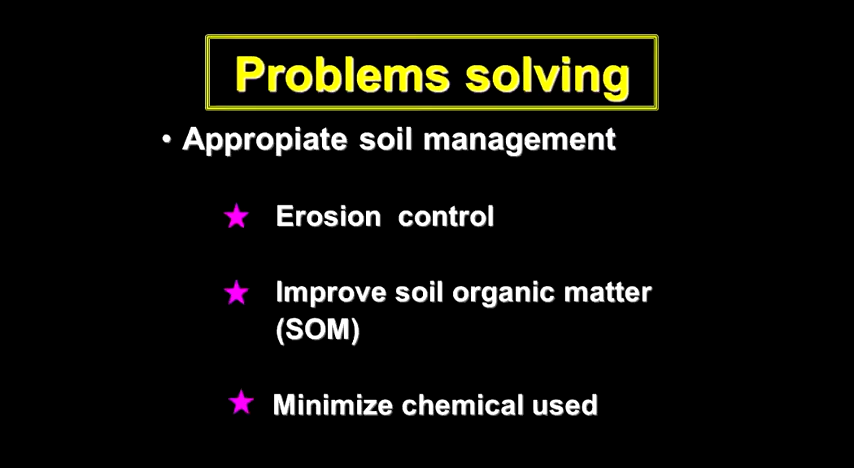 Problems solving
• Appropiate soil management
★ Erosion control
★ Improve soil organic matter
(SOM)
★ Minimize chemical used